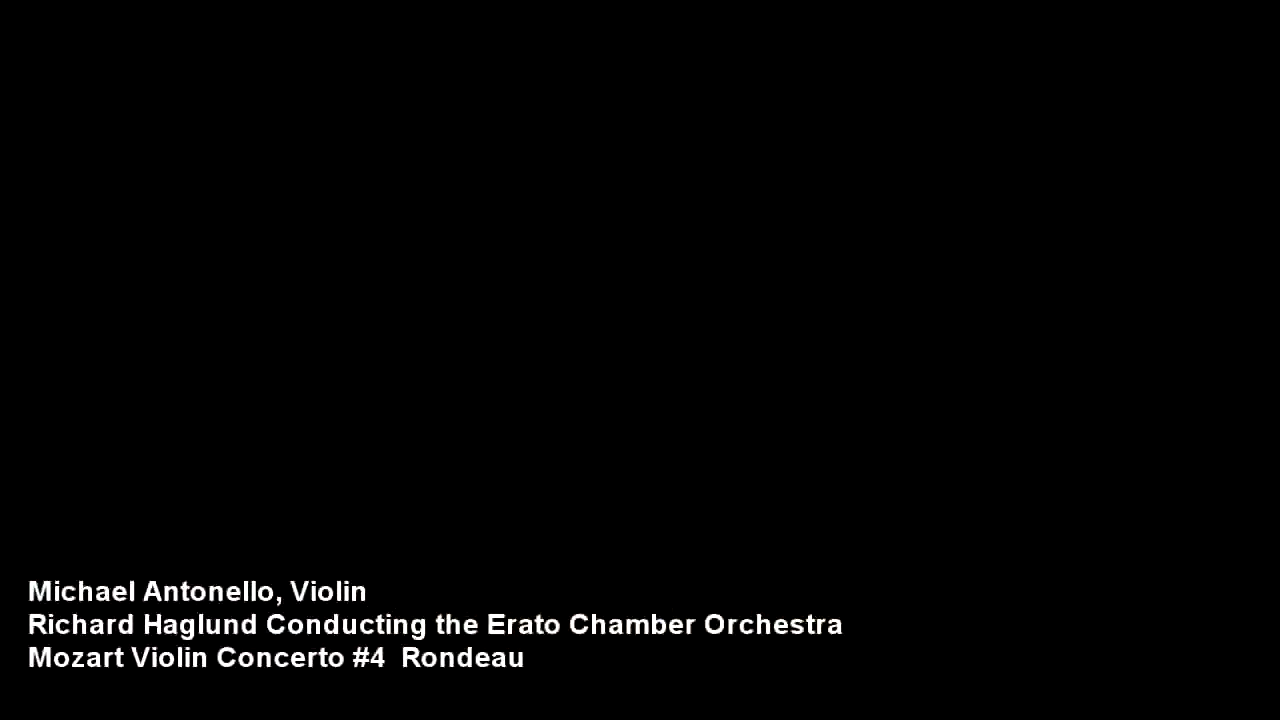 Michael Antonello, Violin
Richard Haglund Conducting the Erato Chamber Orchestra
Mozart Violin Concerto #4  Rondeau